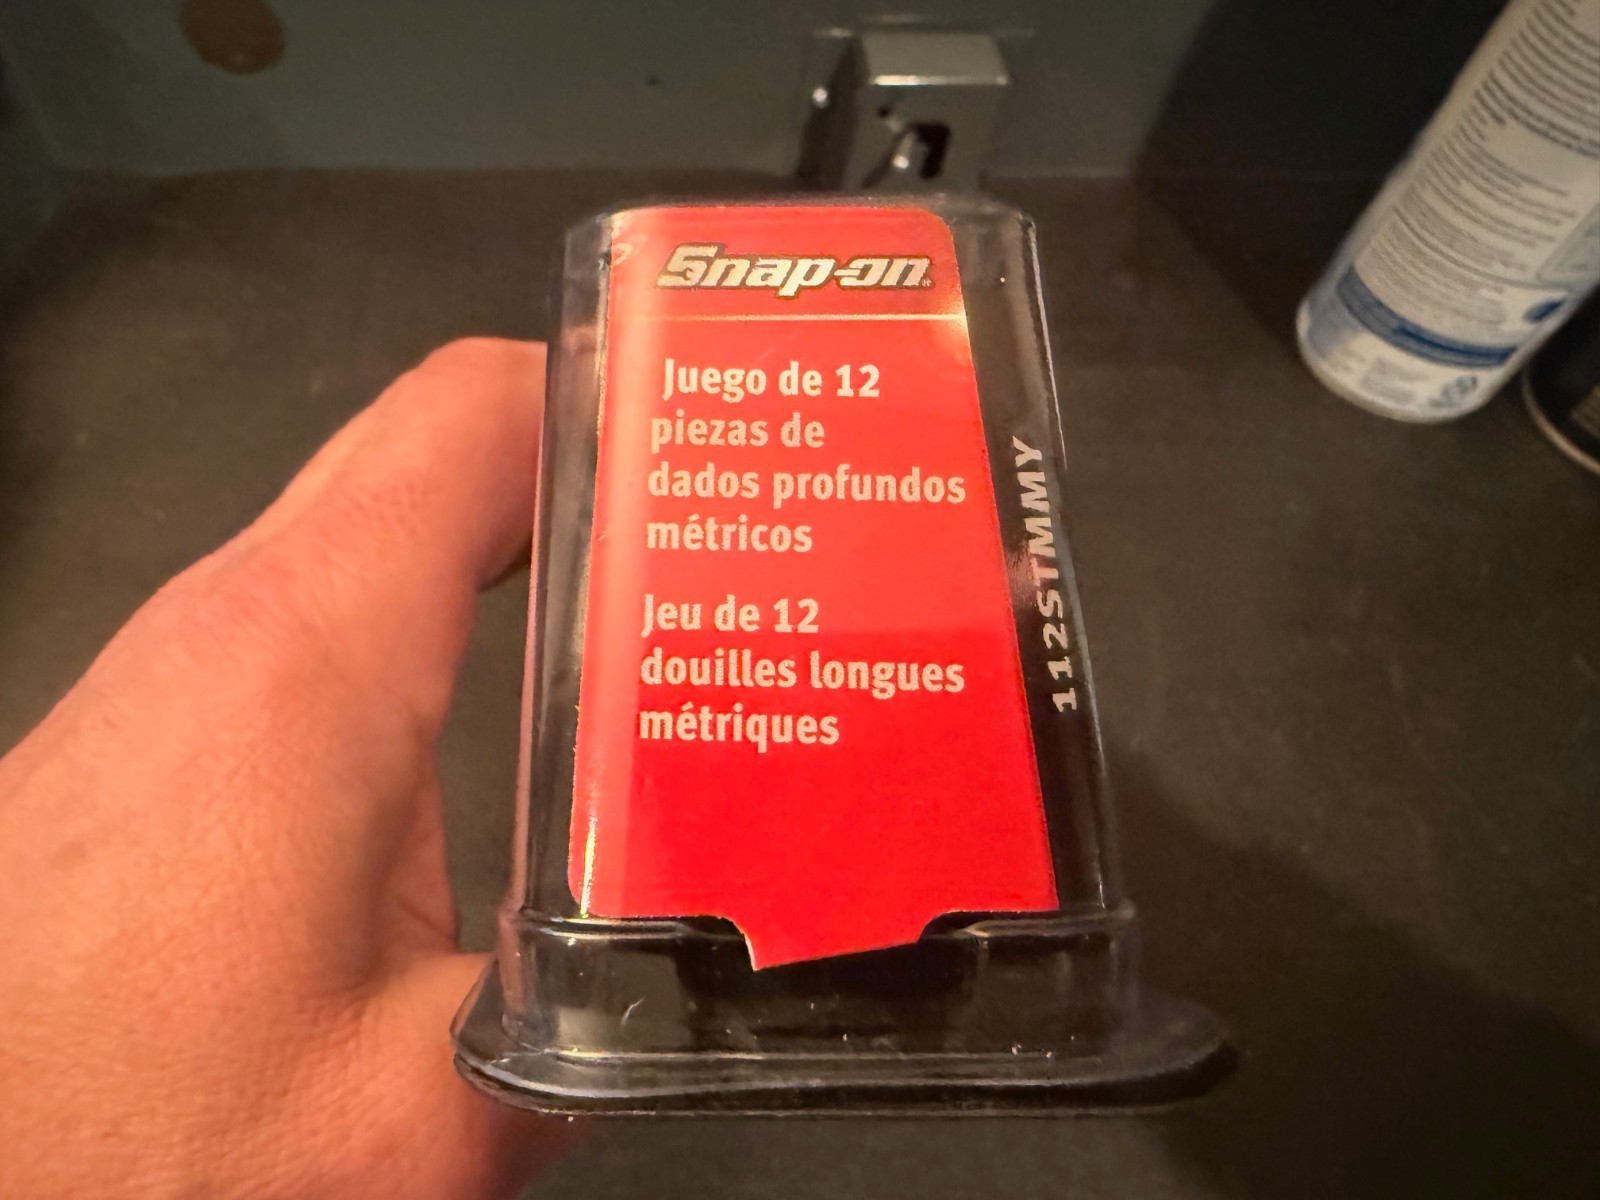 Snap-on
Juego de 12
piezas de
dados profundos
métricos
Jeu de 12
douilles longues
métriques
112STMMY